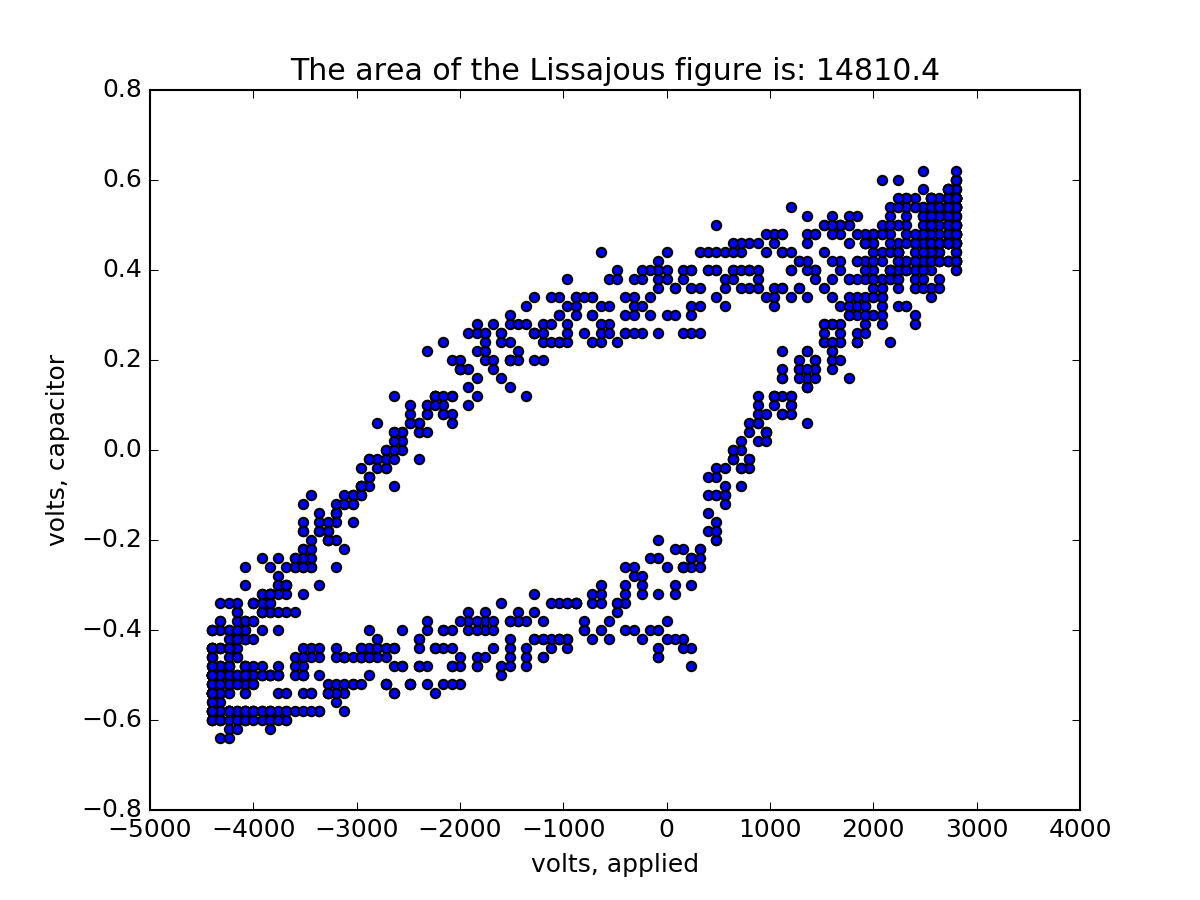 The area of the Lissajous figure is: 14810.4
0.8
0.6
0.4
0.2
0.0
−0.2
−0.4
−0.6
−0.8
volts, capacitor
−5000 −4000 −3000 −2000 −1000 0 1000 2000 3000 4000
volts, applied